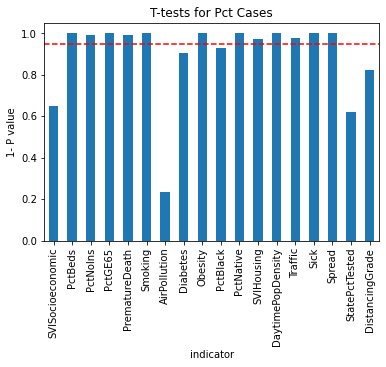 T-tests for Pct Cases
1- P value
1.0
0.8
0.6
0.4
0.2
0.0
SVISocioeconomic
PctBeds
PctNoIns
PctGE65
PrematureDeath
Smoking
AirPollution
Diabetes
Obesity
PctBlack
PctNative
SVIHousing
DaytimePopDensity
Traffic
Sick
Spread
StatePctTested
DistancingGrade
indicator